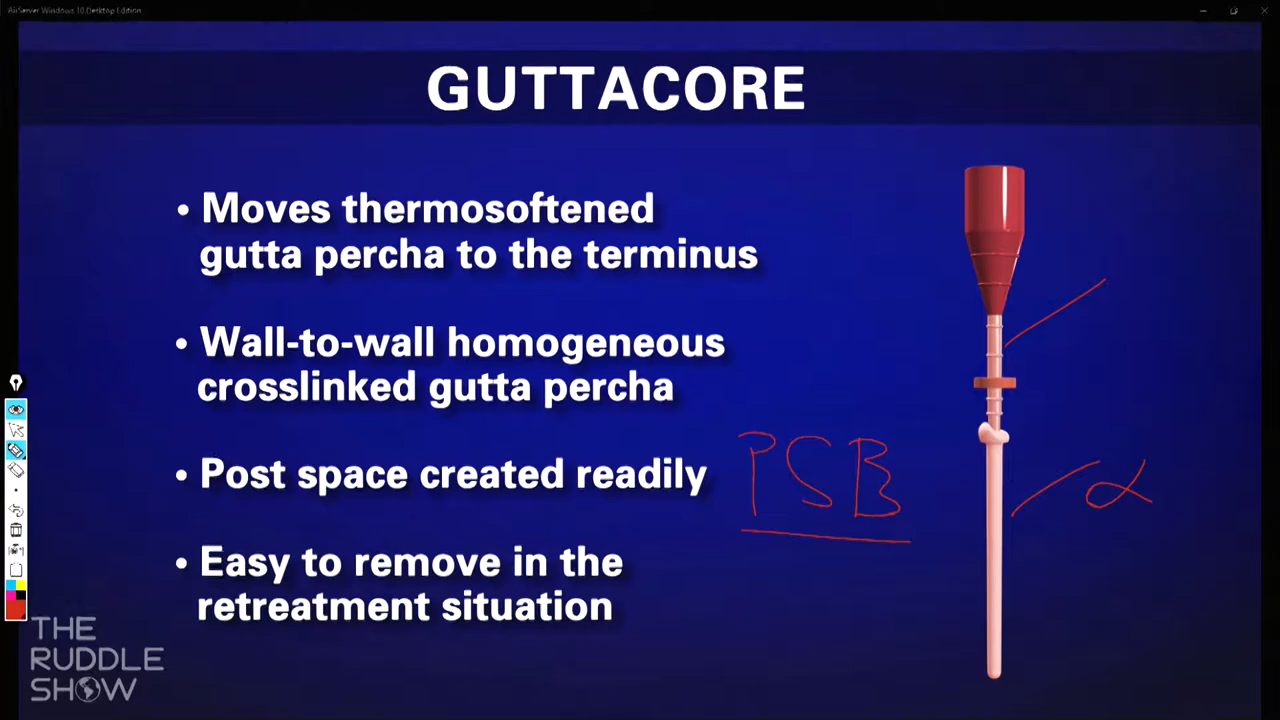 AirServer Windows 10 Desktop Edition
GUTTACORE
• Moves thermosoftened
gutta percha to the terminus
• Wall-to-wall homogeneous
crosslinked gutta percha
• Post space created readily
PSB
α
• Easy to remove in the
retreatment situation
THE
RUDDLE
SHOW